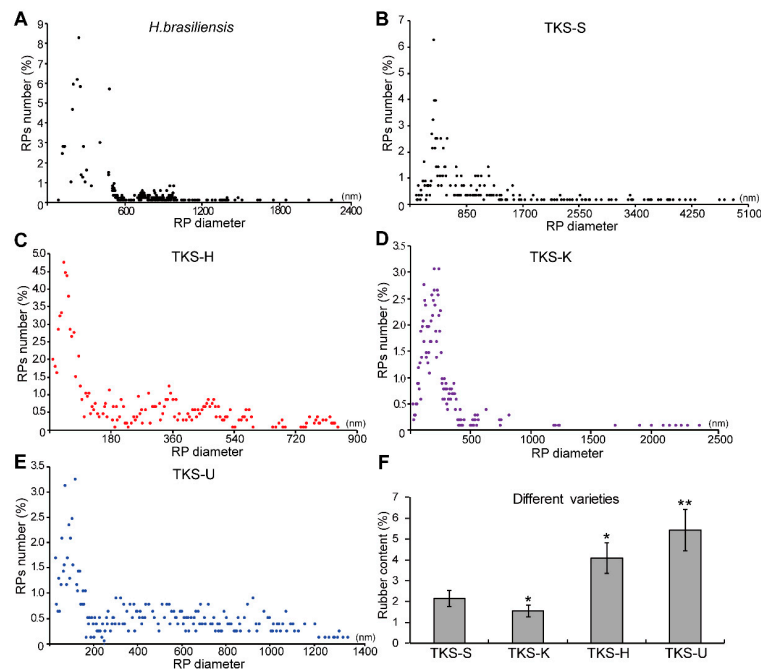 A
H.brasiliensis
RPs number (%)
9
8
7
6
5
4
3
2
1
0
600 1200 1800 2400
(nm)
RP diameter
B
TKS-S
RPs number (%)
7
6
5
4
3
2
1
0
850 1700 2550 3400 4250 5100
(nm)
RP diameter
C
TKS-H
RPs number (%)
5.0
4.5
4.0
3.5
3.0
2.5
2.0
1.5
1.0
0.5
0
180 360 540 720 900
(nm)
RP diameter
D
TKS-K
RPs number (%)
3.5
3.0
2.5
2.0
1.5
1.0
0.5
0
500 1000 1500 2000 2500
(nm)
RP diameter
E
TKS-U
RPs number (%)
3.5
3.0
2.5
2.0
1.5
1.0
0.5
0
200 400 600 800 1000 1200 1400
(nm)
RP diameter
F
Different varieties
Rubber content (%)
7
6
5
4
3
2
1
0
* * **
TKS-S TKS-K TKS-H TKS-U